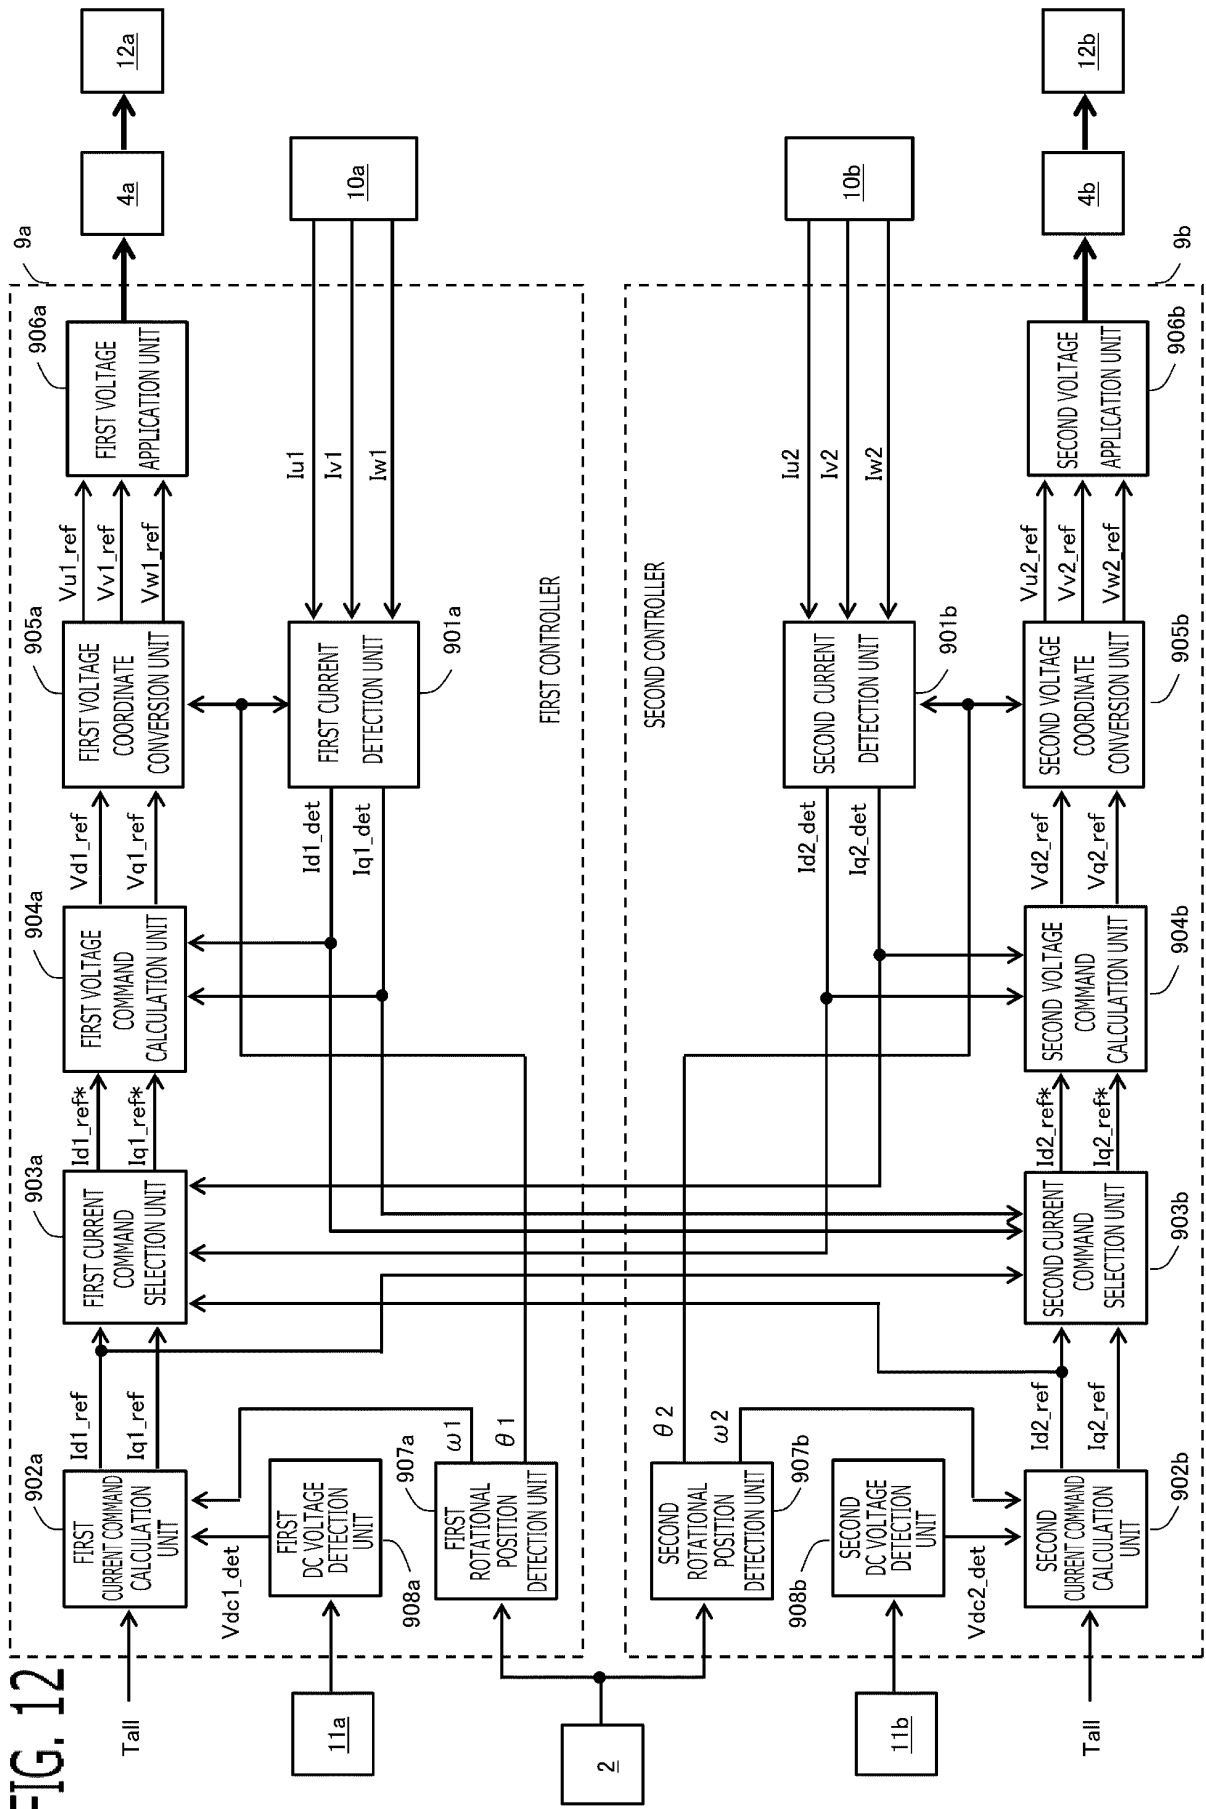 FIG. 12
Tall
902a
FIRST
CURRENT COMMAND
CALCULATION
UNIT
Id1_ref
Iq1_ref
903a
FIRST CURRENT
COMMAND
SELECTION UNIT
Id1_ref*
Iq1_ref*
904a
FIRST VOLTAGE
COMMAND
CALCULATION UNIT
Vd1_ref
Vq1_ref
905a
FIRST VOLTAGE
COORDINATE
CONVERSION UNIT
Vu1_ref
Vv1_ref
Vw1_ref
906a
FIRST VOLTAGE
APPLICATION UNIT
9a
4a
12a
Vdc1_det
11a
FIRST
DC VOLTAGE
DETECTION
UNIT
908a
ω1
θ1
907a
FIRST
ROTATIONAL
POSITION
DETECTION UNIT
Id1_det
Iq1_det
FIRST CURRENT
DETECTION UNIT
901a
Iu1
Iv1
Iw1
10a
FIRST CONTROLLER
2
SECOND CONTROLLER
θ2
ω2
SECOND
ROTATIONAL
POSITION
DETECTION UNIT
907b
11b
908b
SECOND
DC VOLTAGE
DETECTION
UNIT
Vdc2_det
Id2_det
Iq2_det
SECOND CURRENT
DETECTION UNIT
901b
Iu2
Iv2
Iw2
10b
Tall
SECOND
CURRENT COMMAND
CALCULATION
UNIT
902b
Id2_ref
Iq2_ref
SECOND CURRENT
COMMAND
SELECTION UNIT
903b
Id2_ref*
Iq2_ref*
SECOND VOLTAGE
COMMAND
CALCULATION UNIT
904b
Vd2_ref
Vq2_ref
SECOND VOLTAGE
COORDINATE
CONVERSION UNIT
905b
Vu2_ref
Vv2_ref
Vw2_ref
SECOND VOLTAGE
APPLICATION UNIT
906b
9b
4b
12b